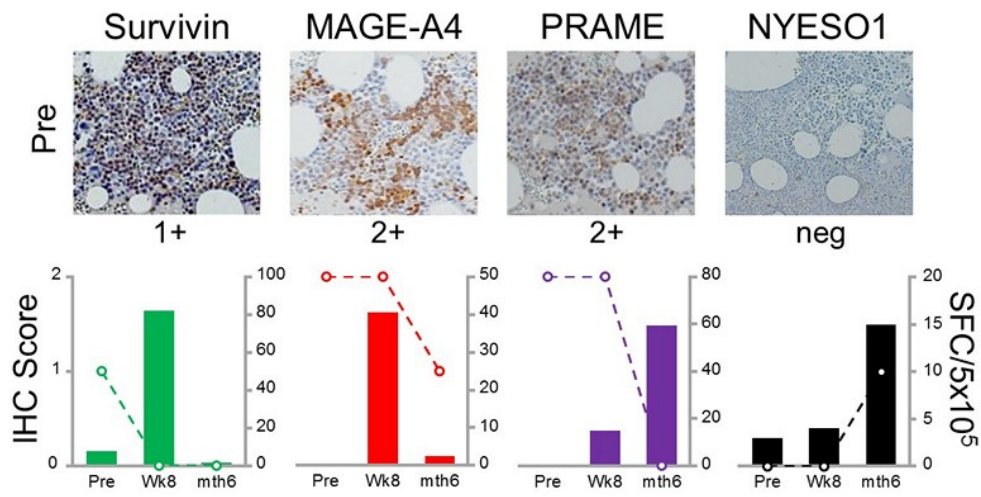 Survivin MAGE-A4 PRAME NYESO1
Pre
1+ 2+ 2+ neg
IHC Score
2
1
0
100
80
60
40
20
0
Pre Wk8 mth6
50
40
30
20
10
0
Pre Wk8 mth6
80
60
40
20
0
Pre Wk8 mth6
20
15
10
5
0
Pre Wk8 mth6
SFC/5x10⁵